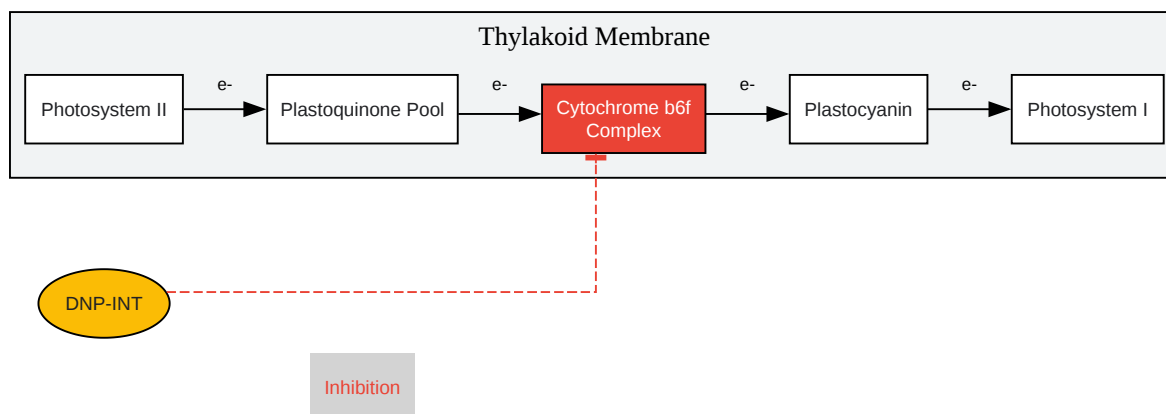 Thylakoid Membrane
e-
e-
e-
e-
Photosystem II
Plastoquinone Pool
Cytochrome b6f
Complex
Plastocyanin
Photosystem I
DNP-INT
Inhibition